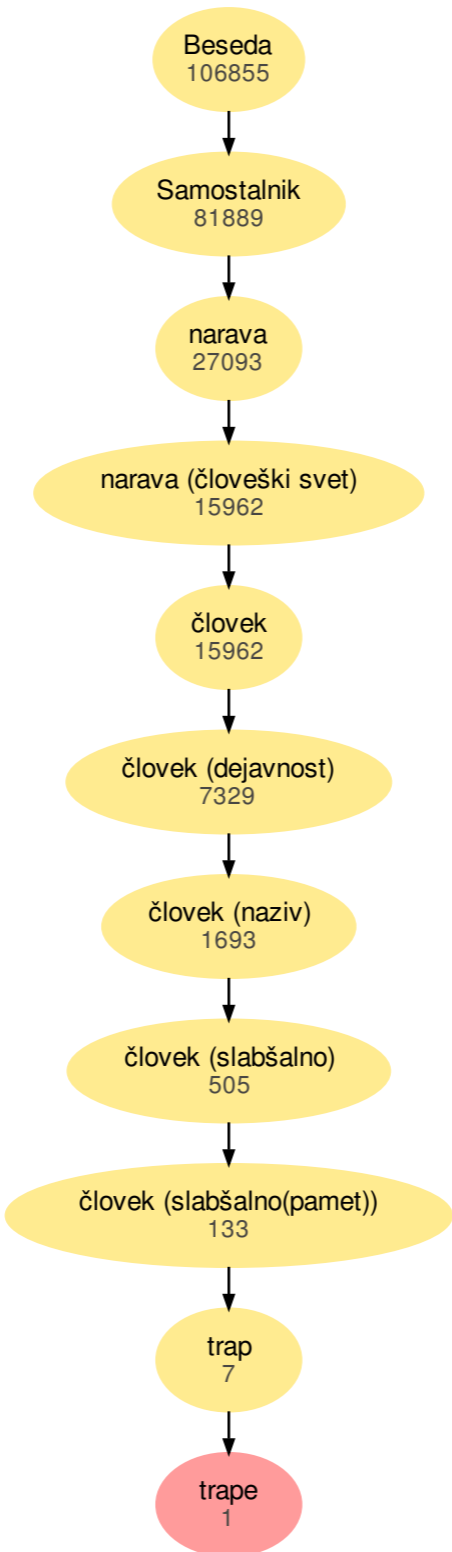 Beseda
106855
Samostalnik
81889
narava
27093
narava (človeški svet)
15962
človek
15962
človek (dejavnost)
7329
človek (naziv)
1693
človek (slabšalno)
505
človek (slabšalno(pamet))
133
trap
7
trape
1